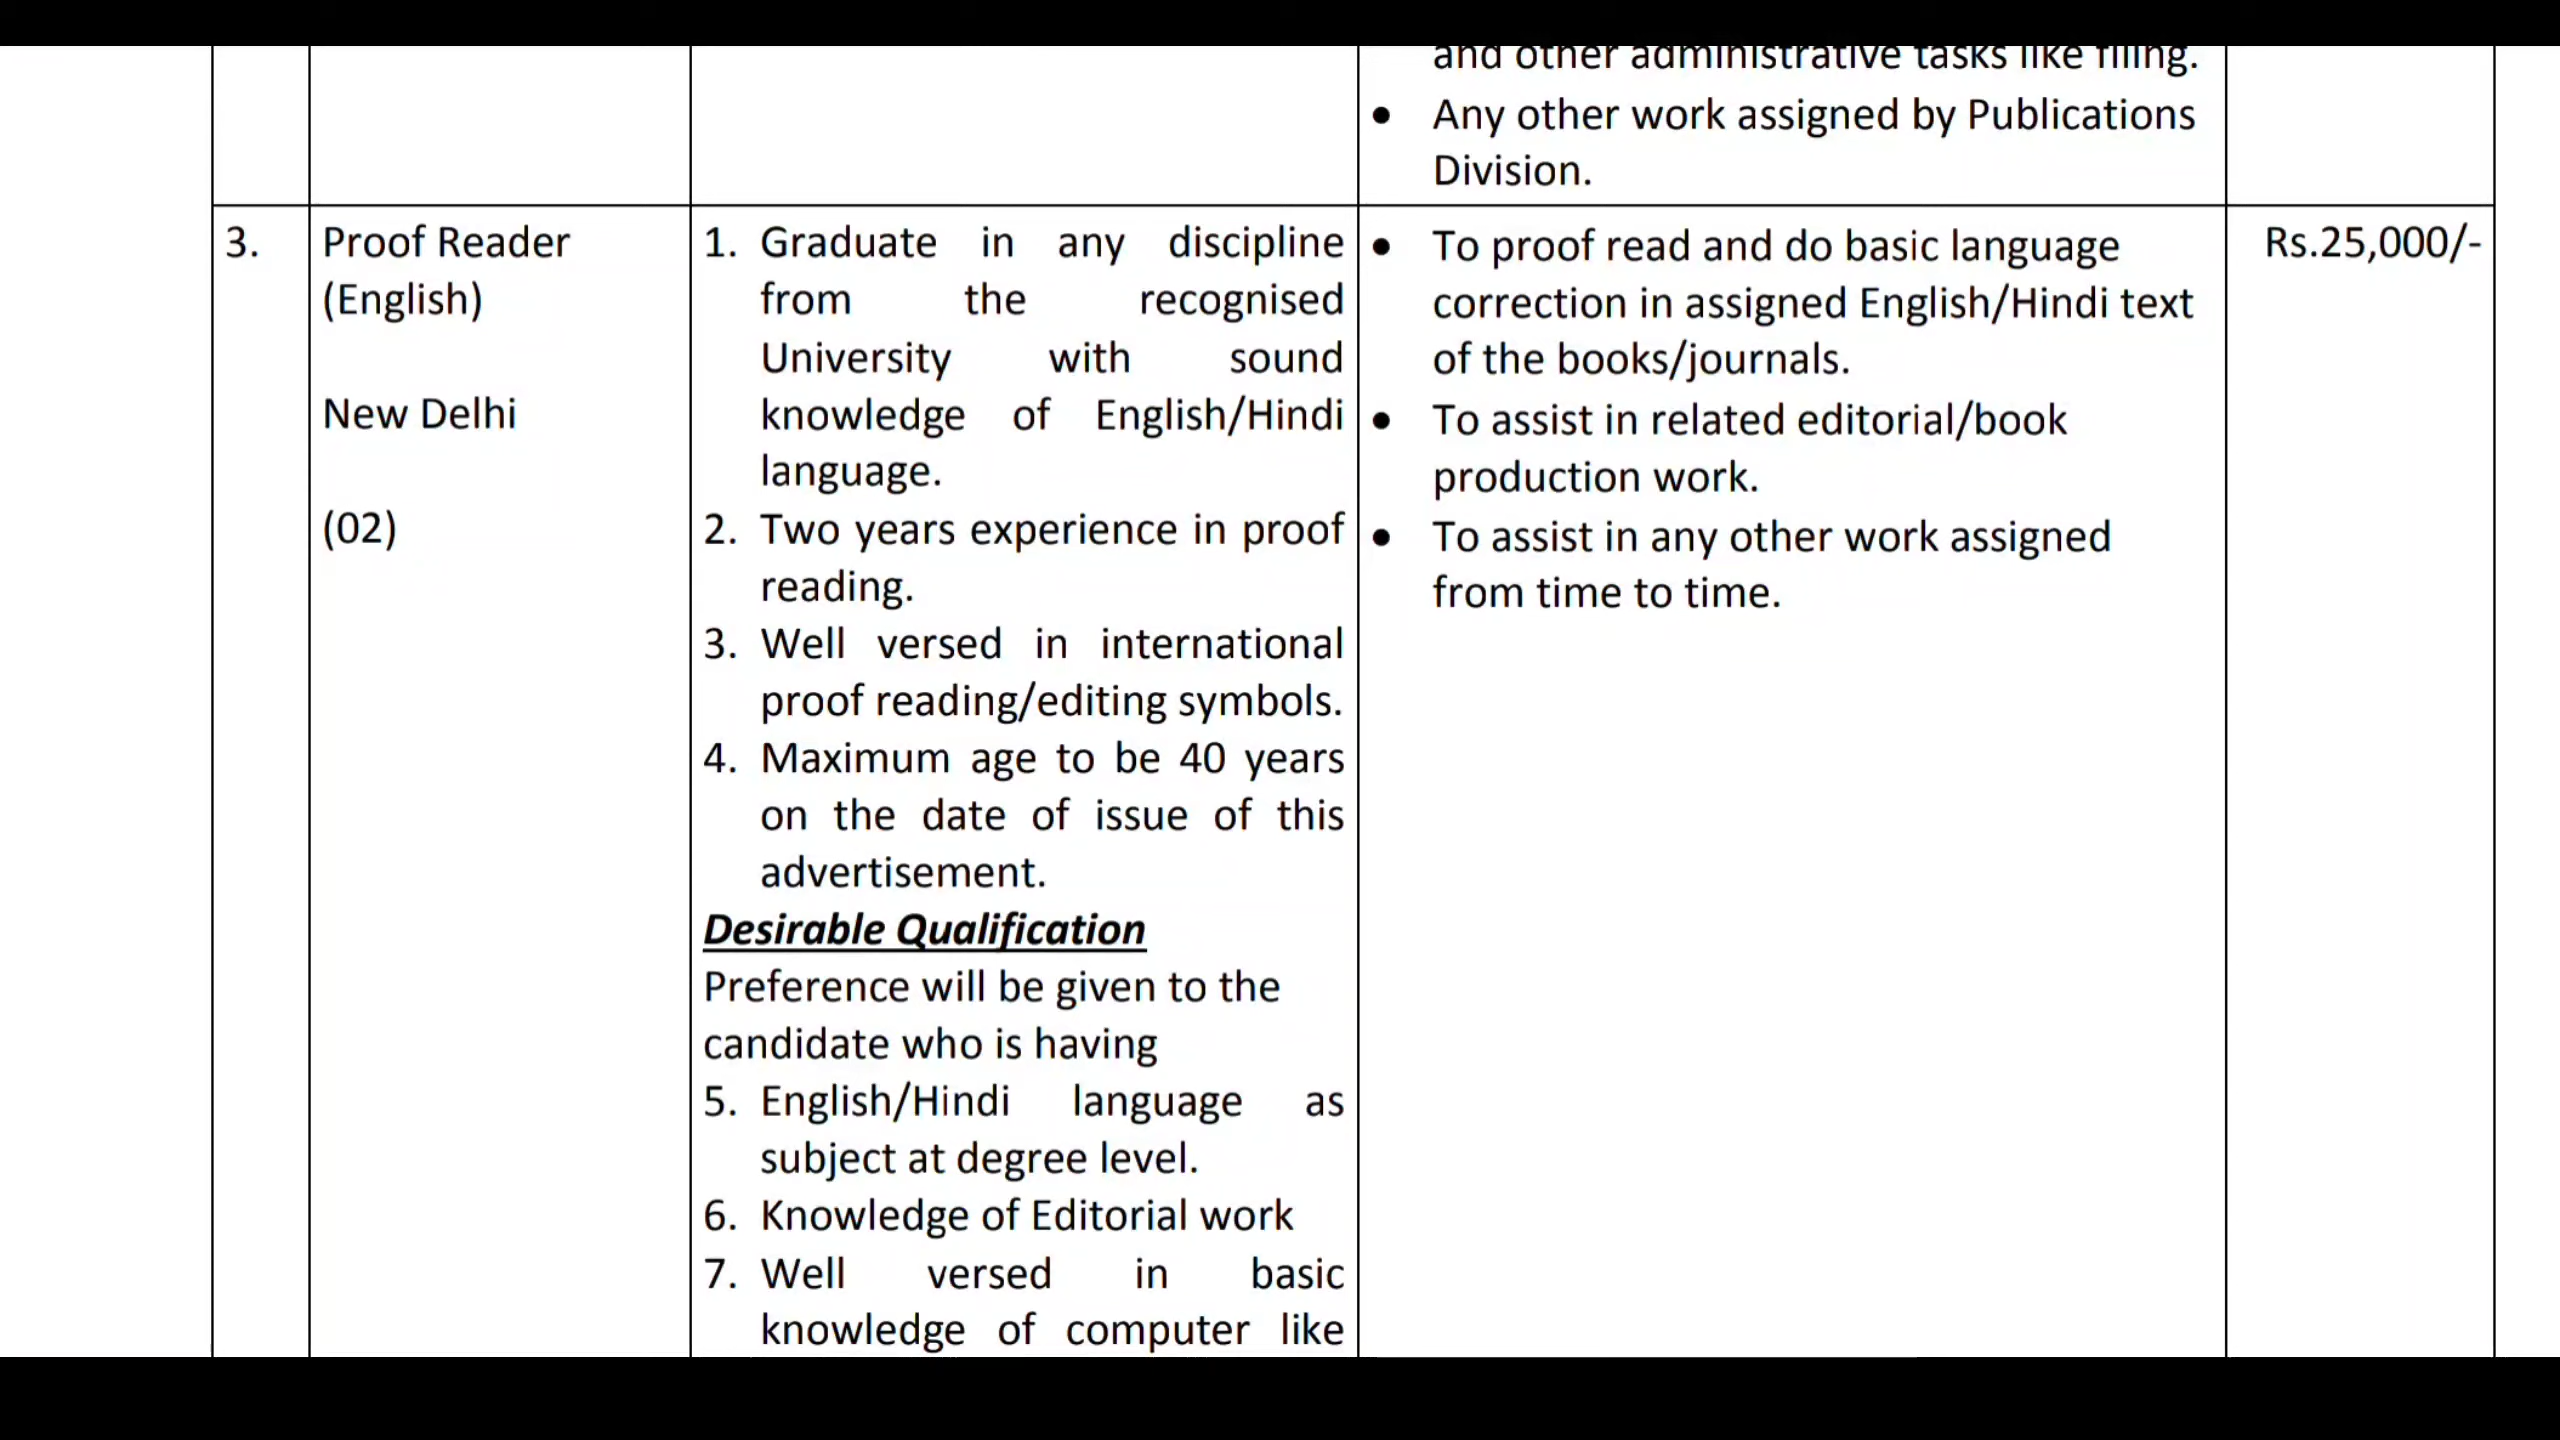 and other administrative tasks like filing.
• Any other work assigned by Publications
Division.
3.
Proof Reader
(English)
New Delhi
(02)
1. Graduate in any discipline
from the recognised
University with sound
knowledge of English/Hindi
language.
2. Two years experience in proof
reading.
3. Well versed in international
proof reading/editing symbols.
4. Maximum age to be 40 years
on the date of issue of this
advertisement.
Desirable Qualification
Preference will be given to the
candidate who is having
5. English/Hindi language as
subject at degree level.
6. Knowledge of Editorial work
7. Well versed in basic
knowledge of computer like
• To proof read and do basic language
correction in assigned English/Hindi text
of the books/journals.
• To assist in related editorial/book
production work.
• To assist in any other work assigned
from time to time.
Rs.25,000/-